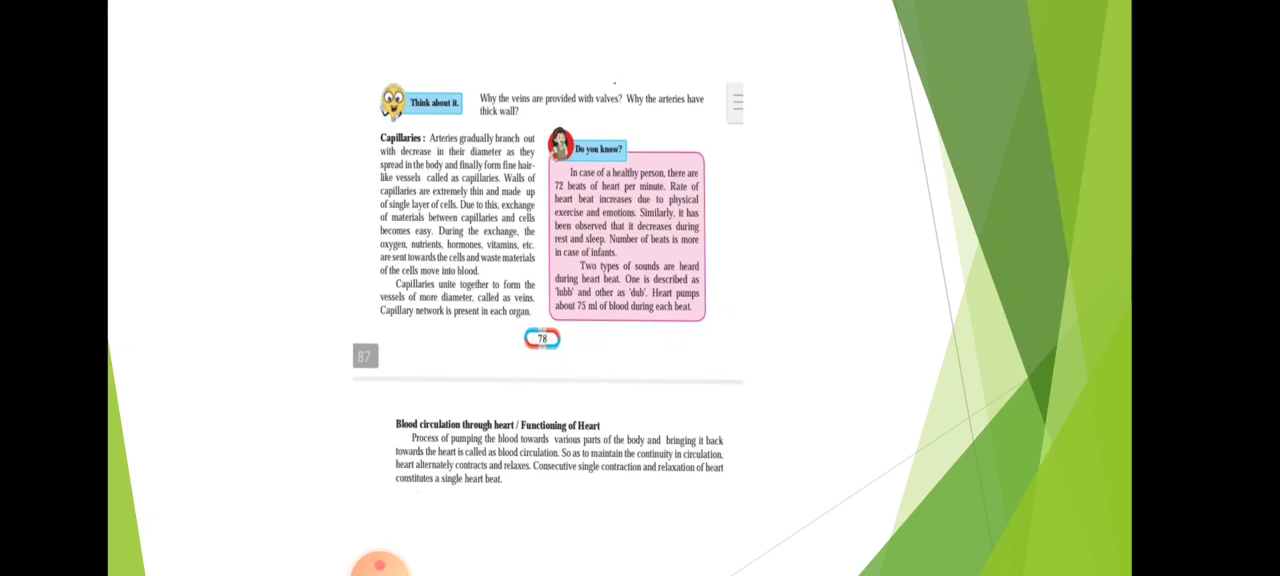 Think about it.
Why the veins are provided with valves? Why the arteries have
thick wall?
Capillaries : Arteries gradually branch out
with decrease in their diameter as they
spread in the body and finally form fine hair-
like vessels called as capillaries. Walls of
capillaries are extremely thin and made up
of single layer of cells. Due to this, exchange
of materials between capillaries and cells
becomes easy. During the exchange, the
oxygen, nutrients, hormones, vitamins, etc.
are sent towards the cells and waste materials
of the cells move into blood.
Capillaries unite together to form the
vessels of more diameter, called as veins.
Capillary network is present in each organ.
Do you know?
In case of a healthy person, there are
72 beats of heart per minute. Rate of
heart beat increases due to physical
exercise and emotions. Similarly, it has
been observed that it decreases during
rest and sleep. Number of beats is more
in case of infants.
Two types of sounds are heard
during heart beat. One is described as
'lubb' and other as 'dub'. Heart pumps
about 75 ml of blood during each beat.
78
87
Blood circulation through heart / Functioning of Heart
Process of pumping the blood towards various parts of the body and bringing it back
towards the heart is called as blood circulation. So as to maintain the continuity in circulation,
heart alternately contracts and relaxes. Consecutive single contraction and relaxation of heart
constitutes a single heart beat.